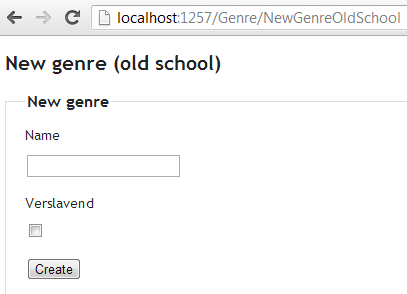 localhost:1257/Genre/NewGenreOldSchool
New genre (old school)
New genre
Name
Verslavend
Create